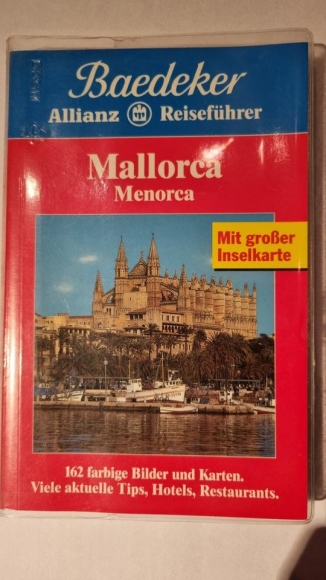 Baedeker
Allianz Reiseführer
Mallorca
Menorca
Mit großer
Inselkarte
162 farbige Bilder und Karten.
Viele aktuelle Tips, Hotels, Restaurants.